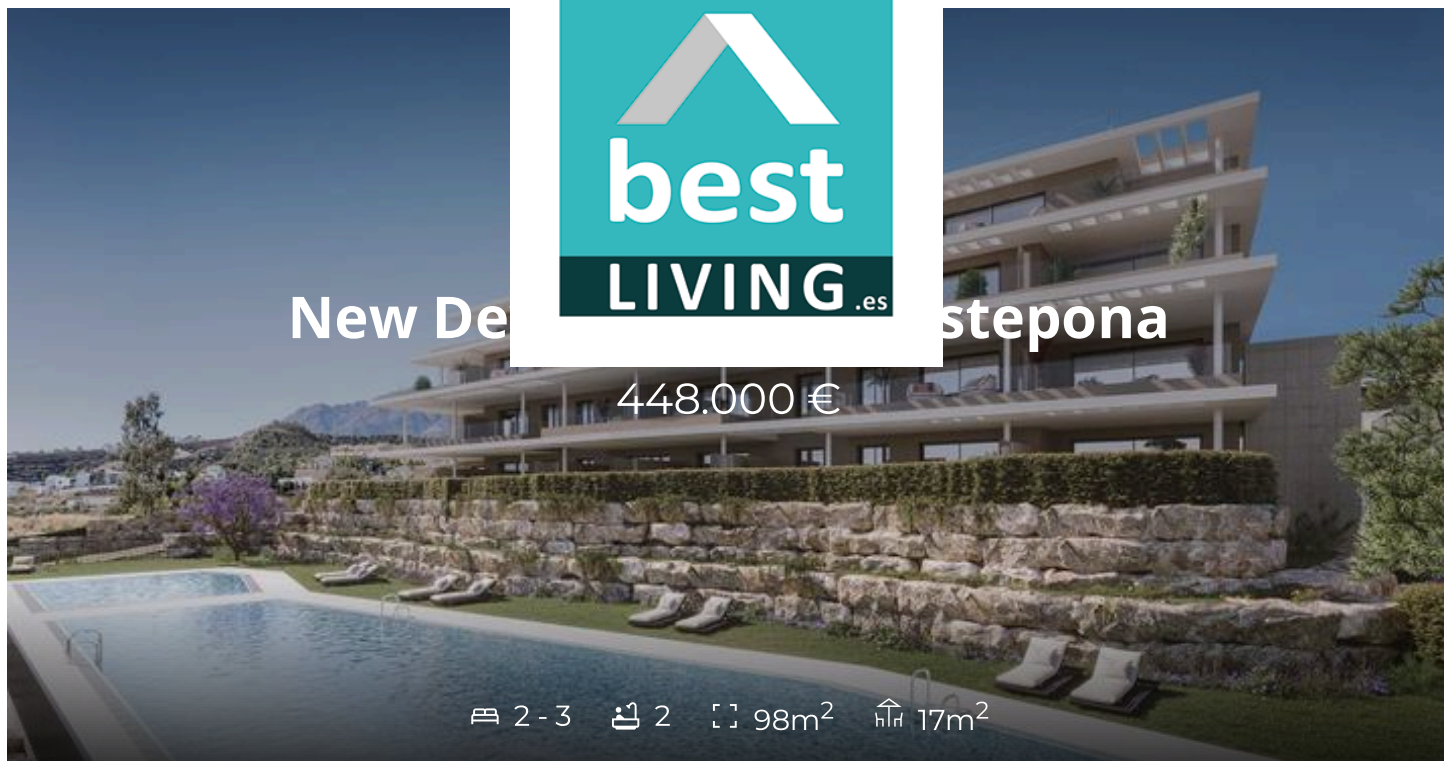 best
LIVING.es
New De stepona
448.000 €
2 - 3 2 98m² 17m²